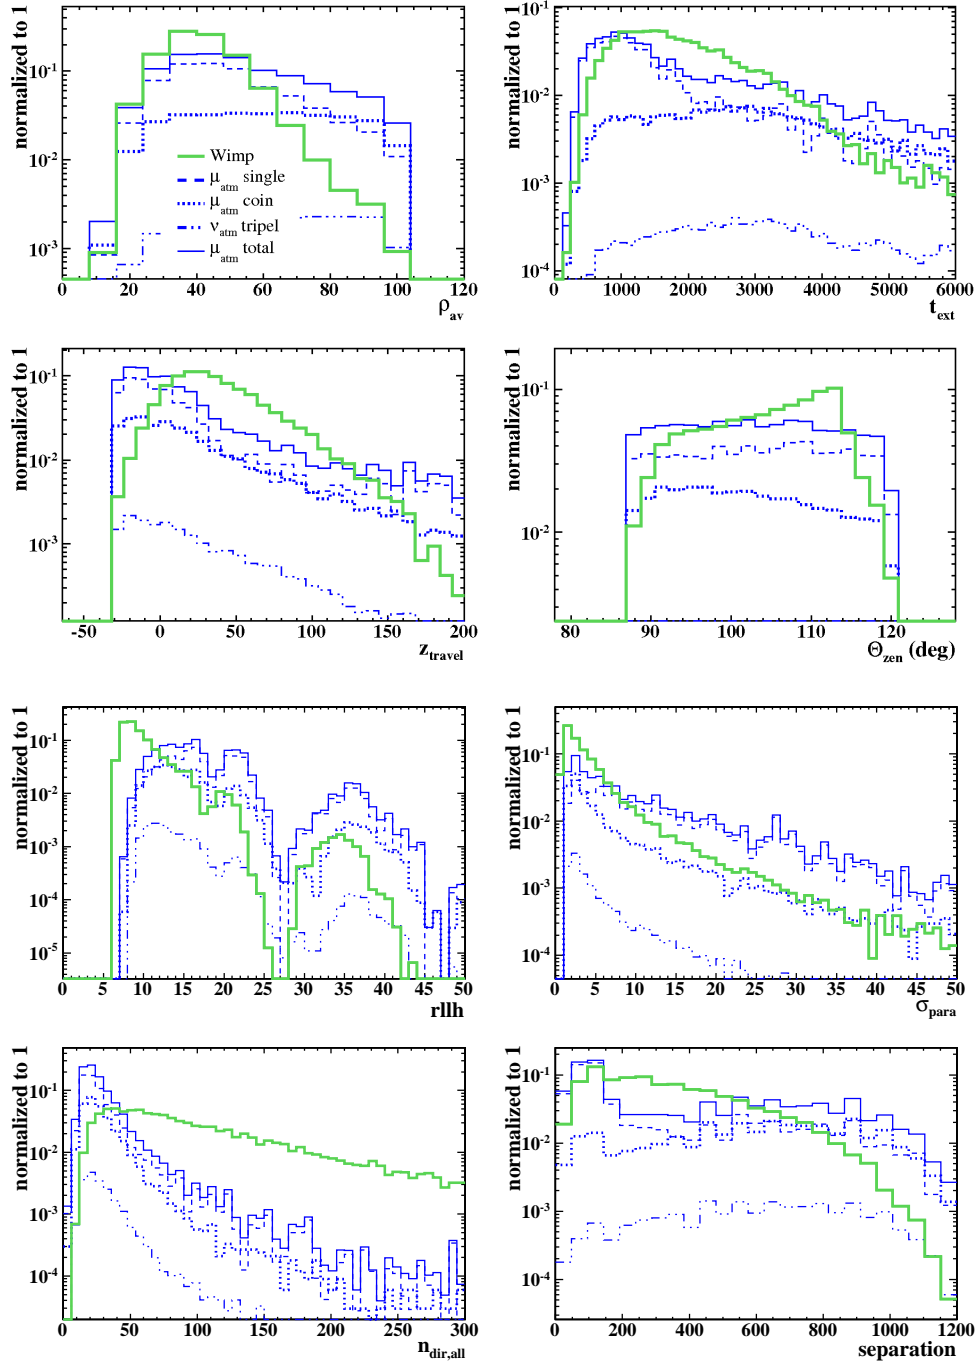 normalized to 1
10⁻¹
10⁻²
10⁻³
Wimp
μatm single
μatm coin
νatm tripel
μatm total
0 20 40 60 80 100 120
ρav
normalized to 1
10⁻¹
10⁻²
10⁻³
10⁻⁴
0 1000 2000 3000 4000 5000 6000
text
normalized to 1
10⁻¹
10⁻²
10⁻³
-50 0 50 100 150 200
ztravel
normalized to 1
10⁻¹
10⁻²
80 90 100 110 120
Θzen (deg)
normalized to 1
10⁻¹
10⁻²
10⁻³
10⁻⁴
10⁻⁵
0 5 10 15 20 25 30 35 40 45 50
rllh
normalized to 1
10⁻¹
10⁻²
10⁻³
10⁻⁴
0 5 10 15 20 25 30 35 40 45 50
σpara
normalized to 1
10⁻¹
10⁻²
10⁻³
10⁻⁴
0 50 100 150 200 250 300
ndir,all
normalized to 1
10⁻¹
10⁻²
10⁻³
10⁻⁴
0 200 400 600 800 1000 1200
separation